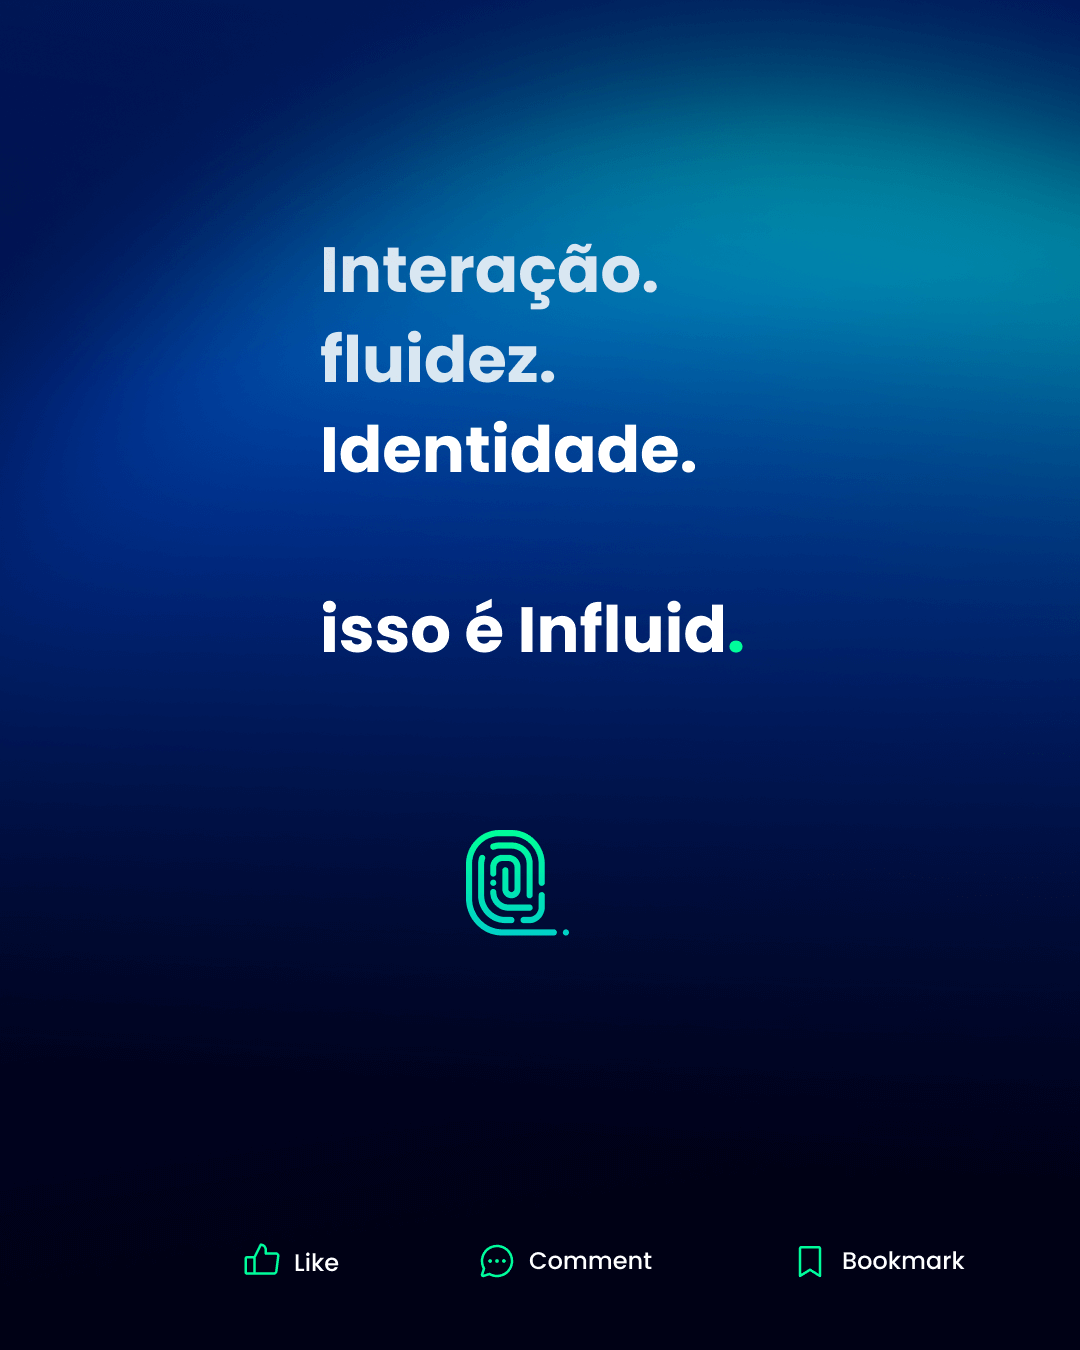 Interação.
fluidez.
Identidade.
isso é Influid.
Like
Comment
Bookmark